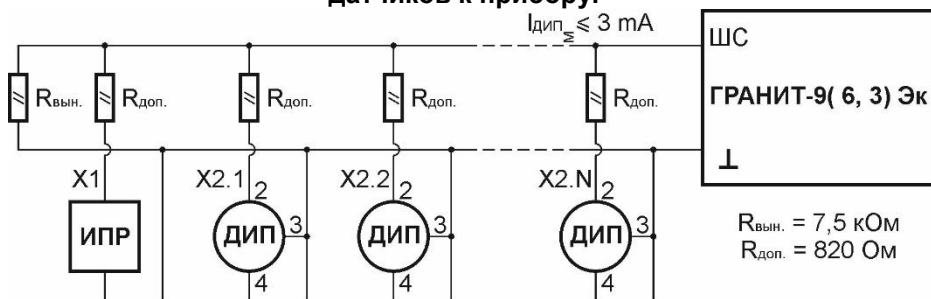 датчиков к прибору.
Iдип_м ⩽ 3 mA
ШС
Rвын.
Rдоп.
Rдоп.
Rдоп.
Rдоп.
ГРАНИТ-9( 6, 3) Эк
⊥
X1
X2.1
X2.2
X2.N
2
2
2
ИПР
ДИП
3
ДИП
3
ДИП
3
4
4
4
Rвын. = 7,5 кОм
Rдоп. = 820 Ом